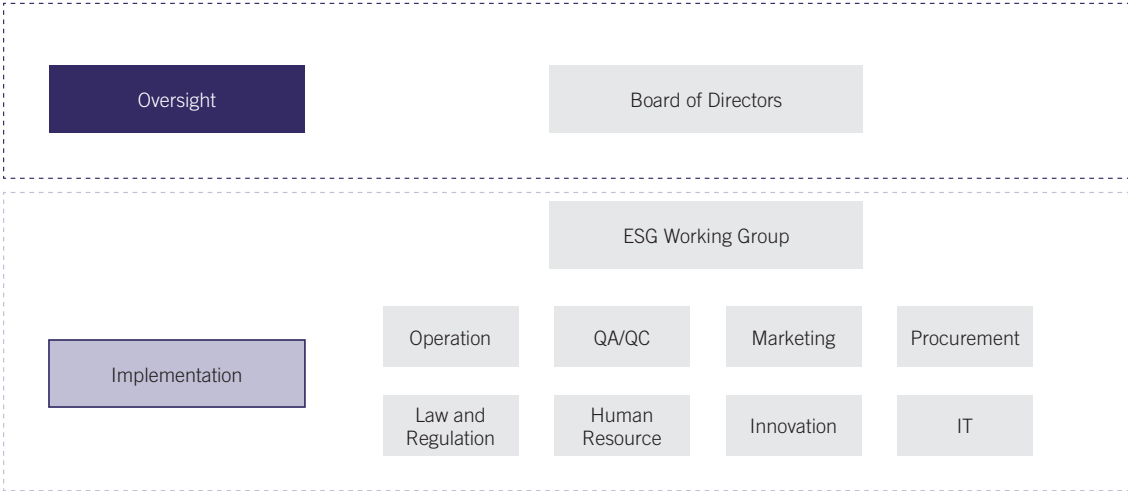 Oversight
Board of Directors
ESG Working Group
Implementation
Operation
QA/QC
Marketing
Procurement
Law and
Regulation
Human
Resource
Innovation
IT